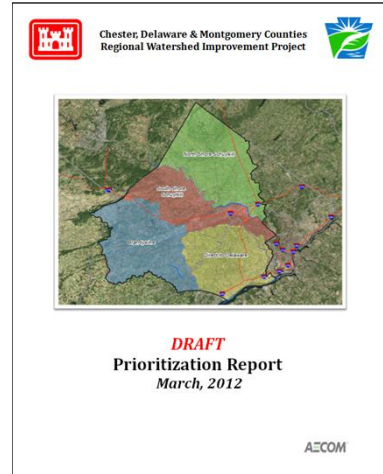 Chester, Delaware & Montgomery Counties
Regional Watershed Improvement Project
DRAFT
Prioritization Report
March, 2012
AECOM